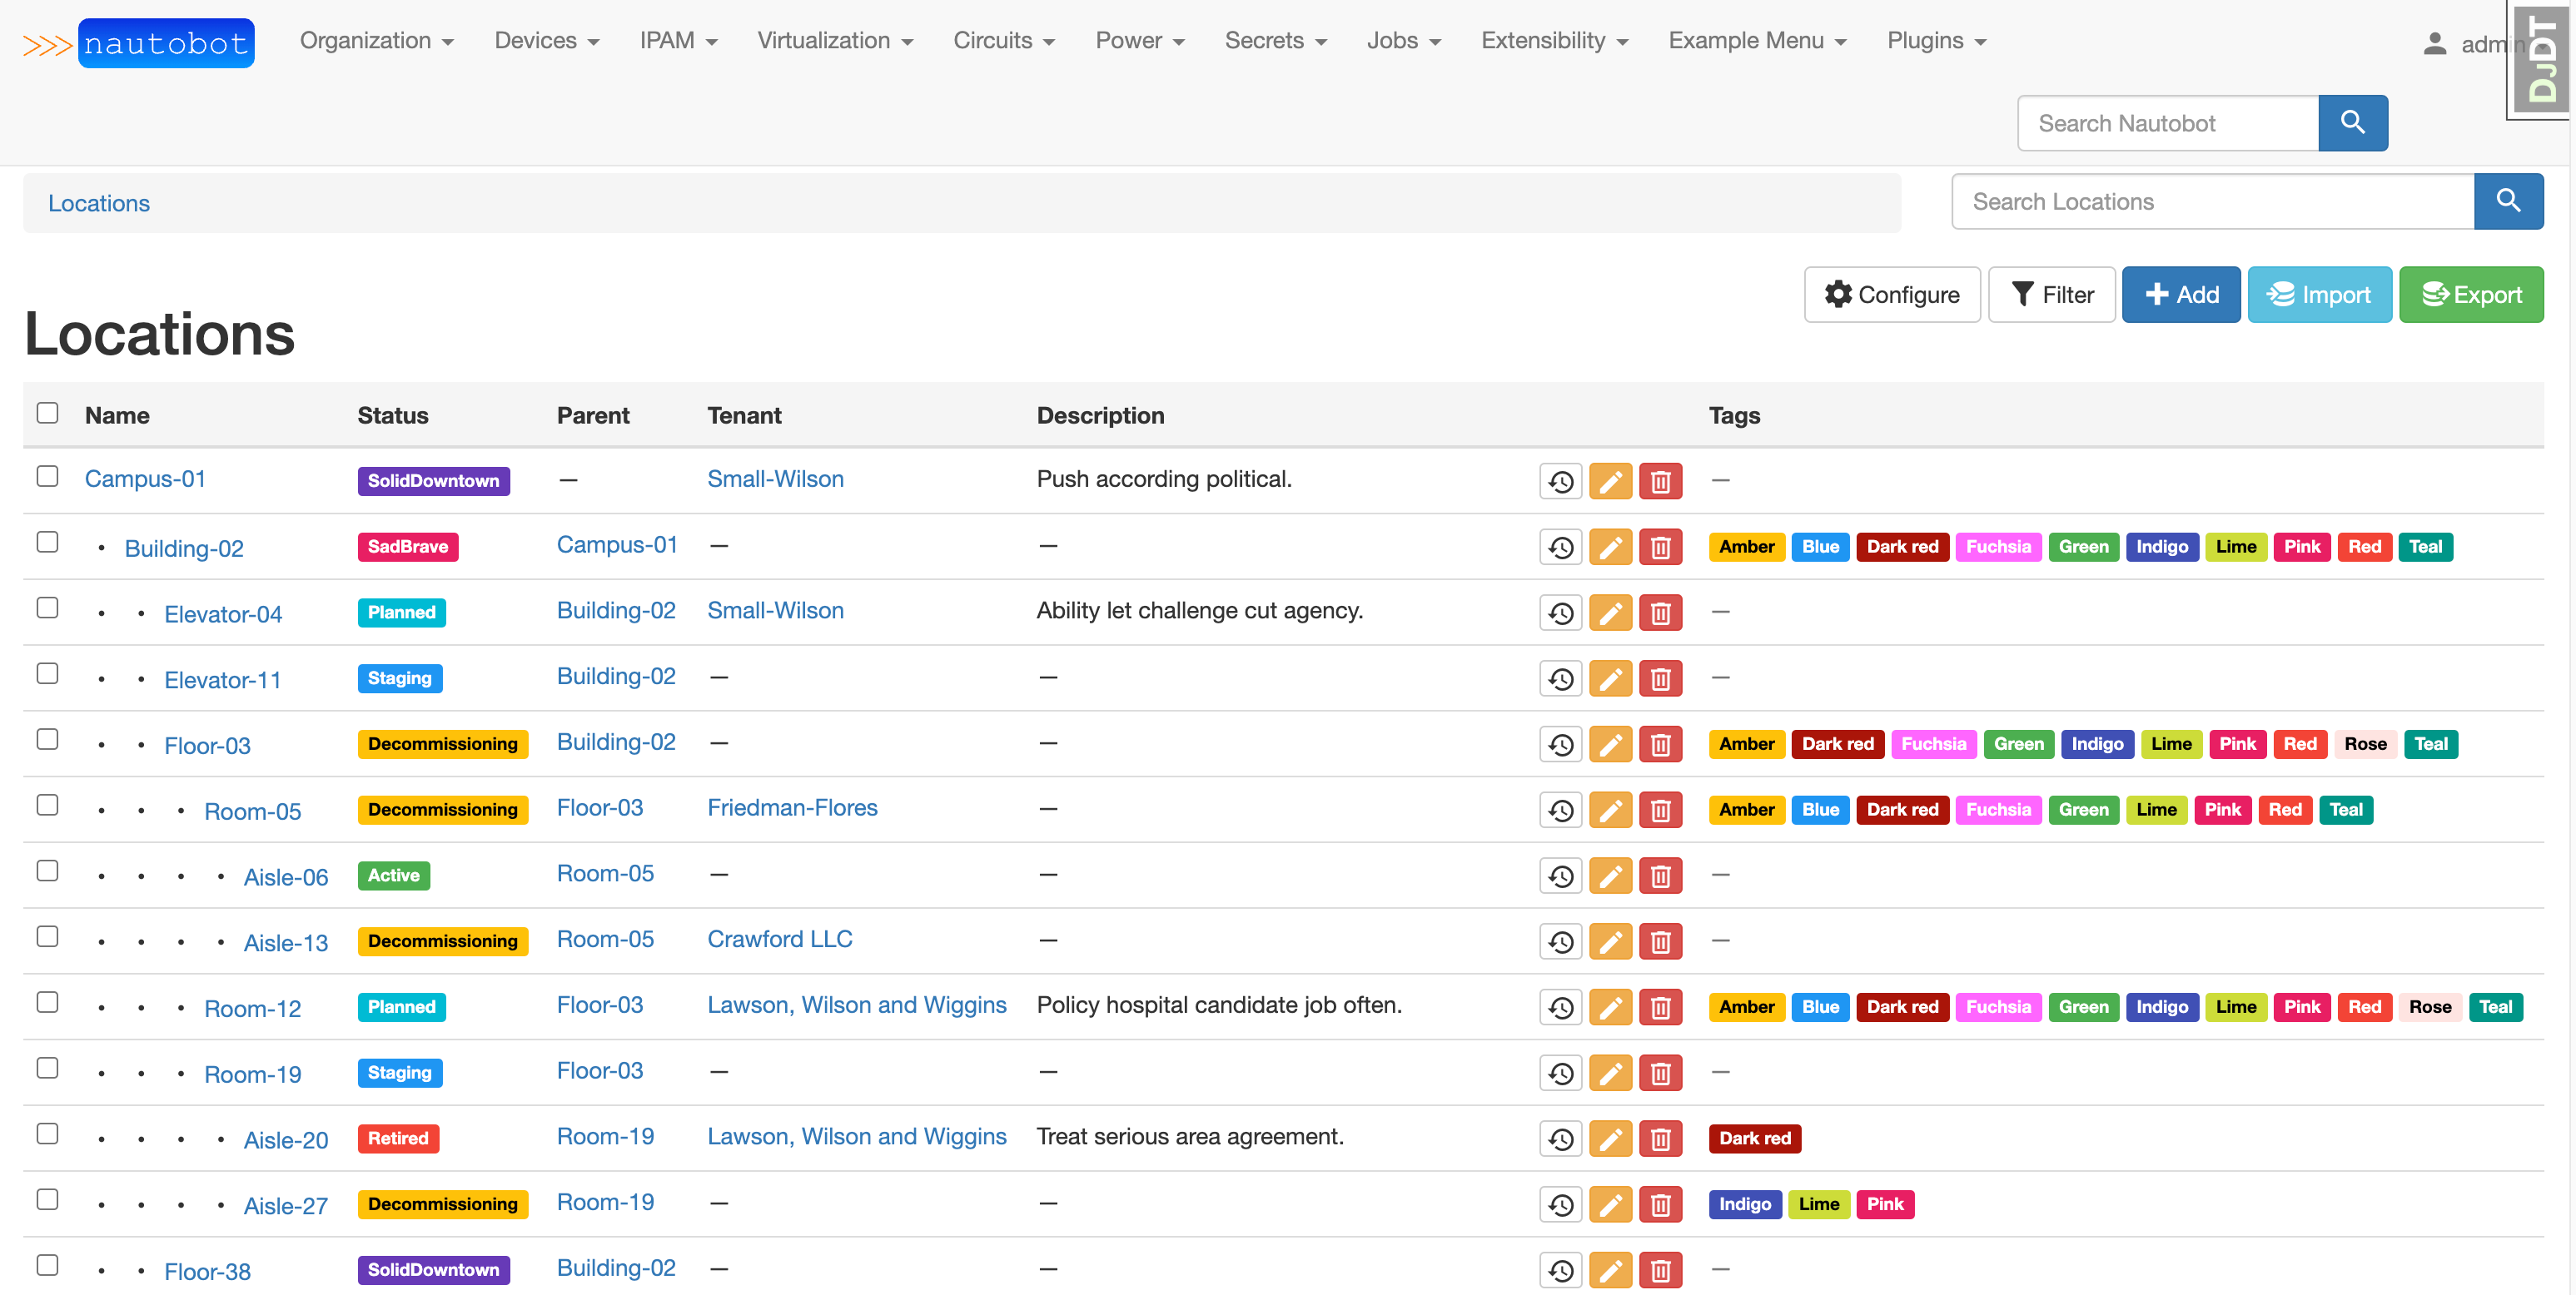 >>> nautobot Organization Devices IPAM Virtualization Circuits Power Secrets Jobs Extensibility Example Menu Plugins admin DJDT
Search Nautobot
Locations Search Locations
Configure Filter Add Import Export
Locations
Name Status Parent Tenant Description Tags
Campus-01 SolidDowntown — Small-Wilson Push according political. —
• Building-02 SadBrave Campus-01 — — Amber Blue Dark red Fuchsia Green Indigo Lime Pink Red Teal
• • Elevator-04 Planned Building-02 Small-Wilson Ability let challenge cut agency. —
• • Elevator-11 Staging Building-02 — — —
• • Floor-03 Decommissioning Building-02 — — Amber Dark red Fuchsia Green Indigo Lime Pink Red Rose Teal
• • • Room-05 Decommissioning Floor-03 Friedman-Flores — Amber Blue Dark red Fuchsia Green Lime Pink Red Teal
• • • • Aisle-06 Active Room-05 — — —
• • • • Aisle-13 Decommissioning Room-05 Crawford LLC — —
• • • Room-12 Planned Floor-03 Lawson, Wilson and Wiggins Policy hospital candidate job often. Amber Blue Dark red Fuchsia Green Indigo Lime Pink Red Rose Teal
• • • Room-19 Staging Floor-03 — — —
• • • • Aisle-20 Retired Room-19 Lawson, Wilson and Wiggins Treat serious area agreement. Dark red
• • • • Aisle-27 Decommissioning Room-19 — — Indigo Lime Pink
• • Floor-38 SolidDowntown Building-02 — — —